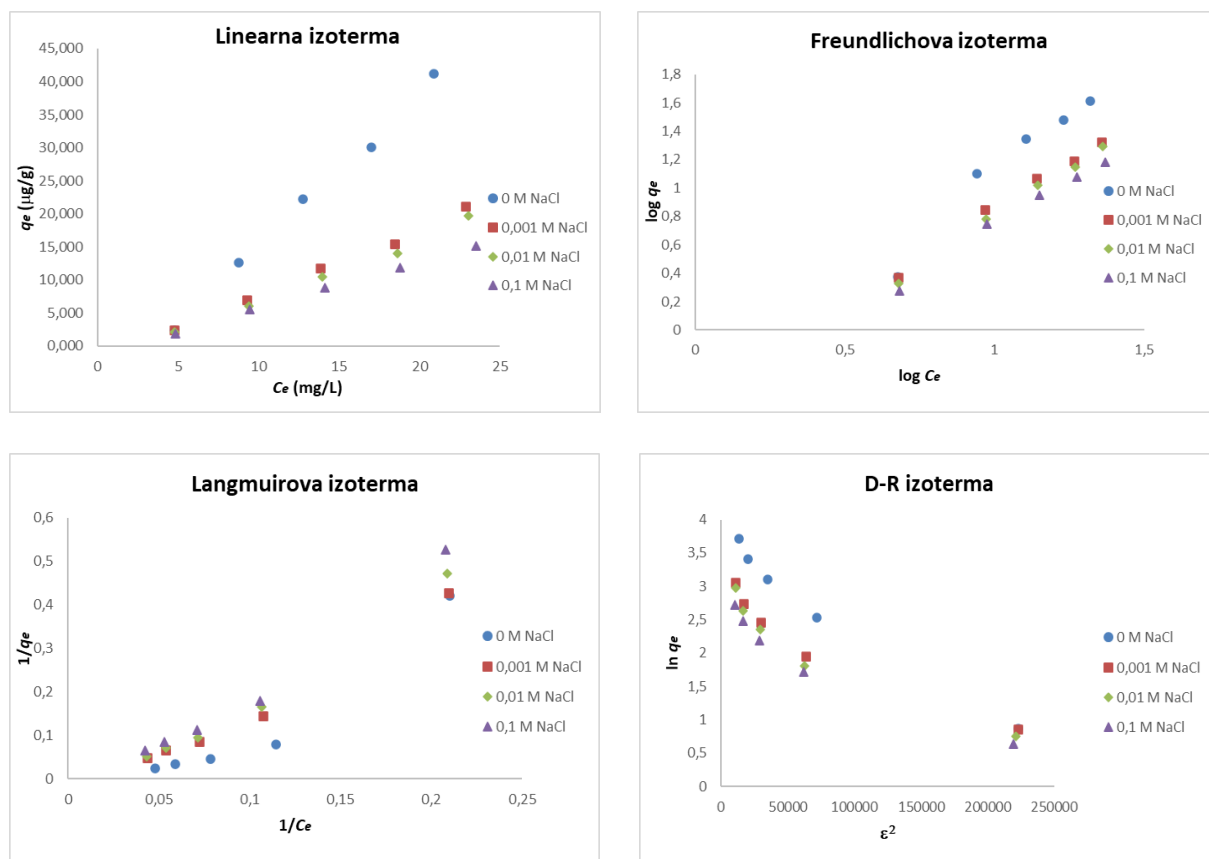 Linearna izoterma
45,000
40,000
35,000
30,000
25,000
20,000
15,000
10,000
5,000
0,000
qe (µg/g)
0 5 10 15 20 25
Ce (mg/L)
0 M NaCl
0,001 M NaCl
0,01 M NaCl
0,1 M NaCl
Freundlichova izoterma
1,8
1,6
1,4
1,2
1
0,8
0,6
0,4
0,2
0
log qe
0 0,5 1 1,5
log Ce
0 M NaCl
0,001 M NaCl
0,01 M NaCl
0,1 M NaCl
Langmuirova izoterma
0,6
0,5
0,4
0,3
0,2
0,1
0
1/qe
0 0,05 0,1 0,15 0,2 0,25
1/Ce
0 M NaCl
0,001 M NaCl
0,01 M NaCl
0,1 M NaCl
D-R izoterma
4
3,5
3
2,5
2
1,5
1
0,5
0
ln qe
0 50000 100000 150000 200000 250000
ε²
0 M NaCl
0,001 M NaCl
0,01 M NaCl
0,1 M NaCl